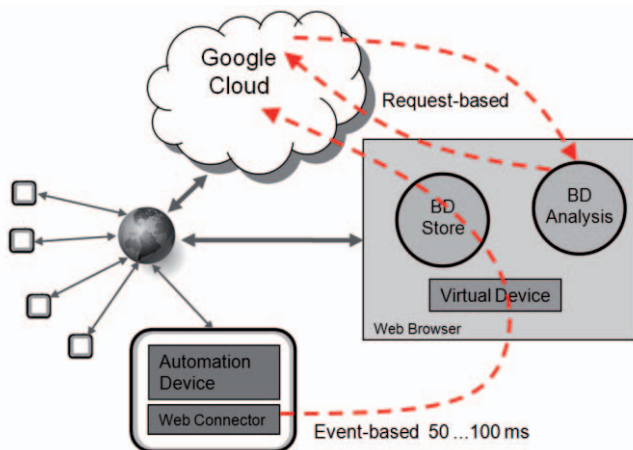 Google
Cloud
Request-based
BD
Store
BD
Analysis
Virtual Device
Web Browser
Automation
Device
Web Connector
Event-based 50 ...100 ms